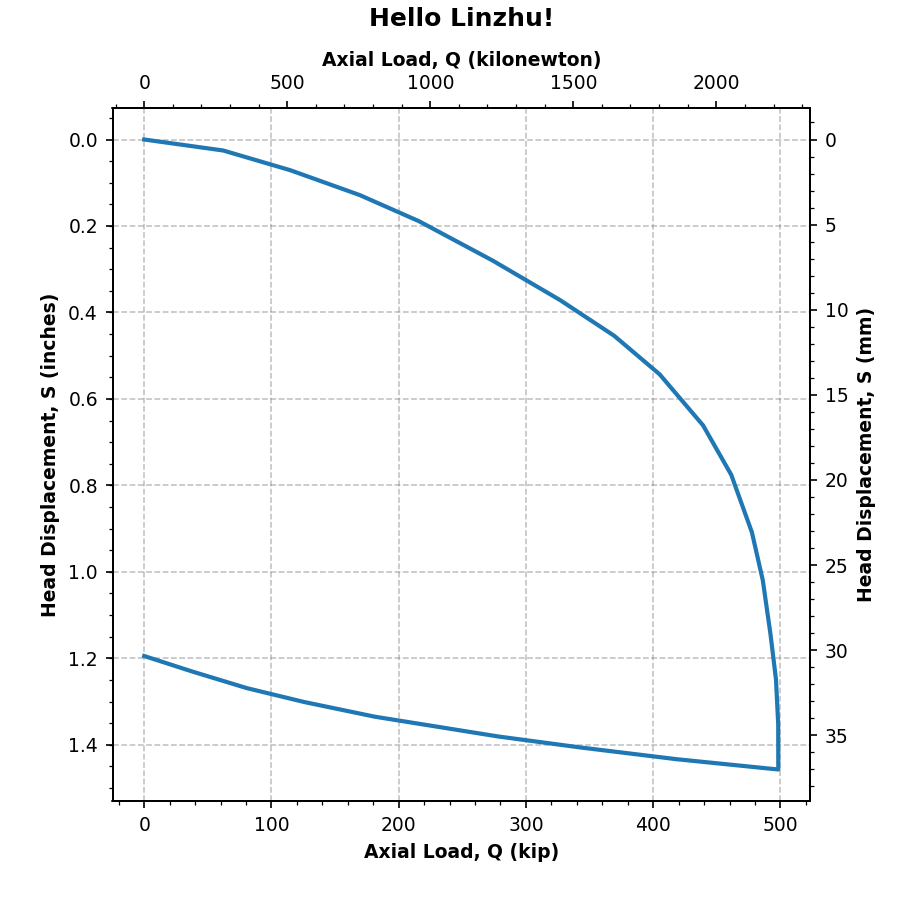 Hello Linzhu!
Axial Load, Q (kilonewton)
0 500 1000 1500 2000
Head Displacement, S (inches)
0.0
0.2
0.4
0.6
0.8
1.0
1.2
1.4
0
5
10
15
20
25
30
35
Head Displacement, S (mm)
0 100 200 300 400 500
Axial Load, Q (kip)